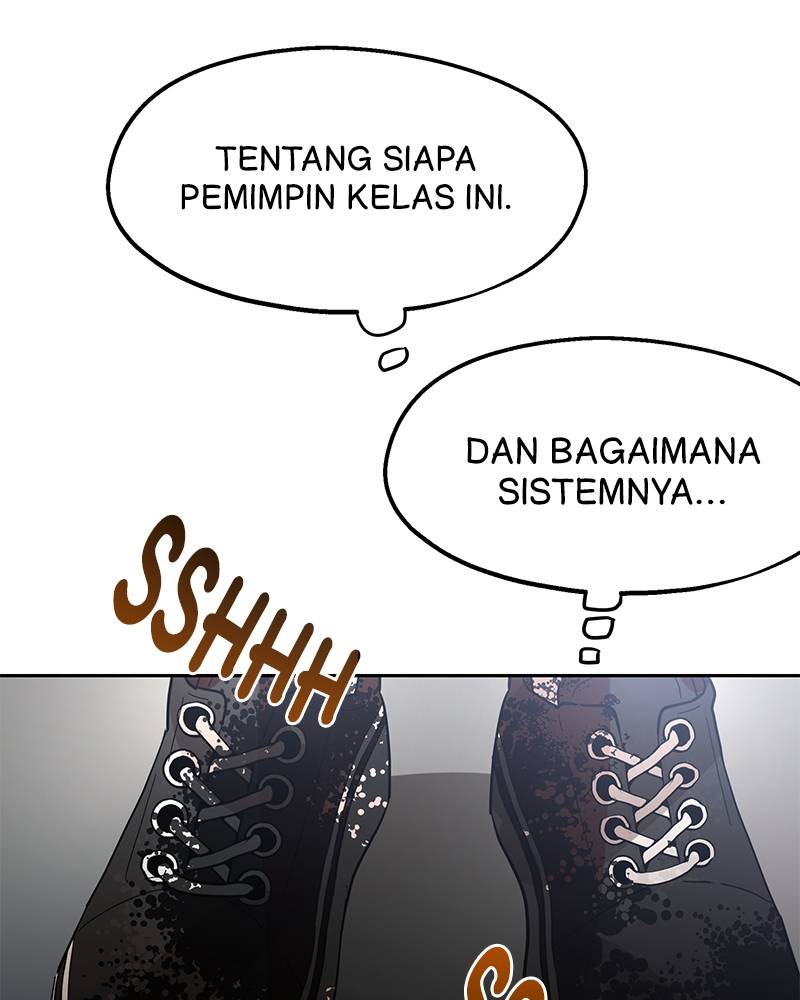 TENTANG SIAPA
PEMIMPIN KELAS INI.
DAN BAGAIMANA
SISTEMNYA...
SSHHH